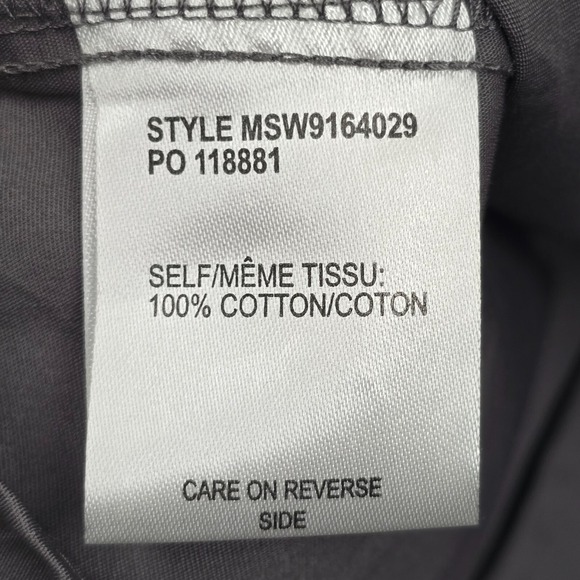 STYLE MSW9164029
PO 118881
SELF/MÊME TISSU:
100% COTTON/COTON
CARE ON REVERSE
SIDE